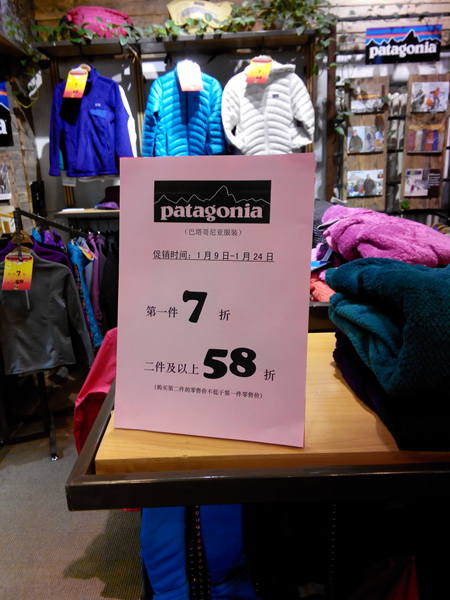 patagonia
patagonia
(巴塔哥尼亚服装)
促销时间：1月9日-1月24日
第一件 7 折
二件及以上 58 折
(购买第二件的零售价不低于第一件零售价)